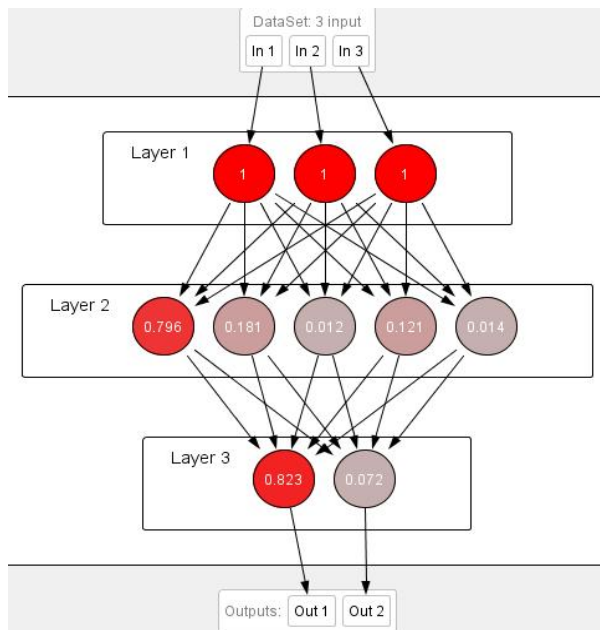 DataSet: 3 input
In 1 In 2 In 3
Layer 1
1 1 1
Layer 2
0.796 0.181 0.012 0.121 0.014
Layer 3
0.823 0.072
Outputs: Out 1 Out 2